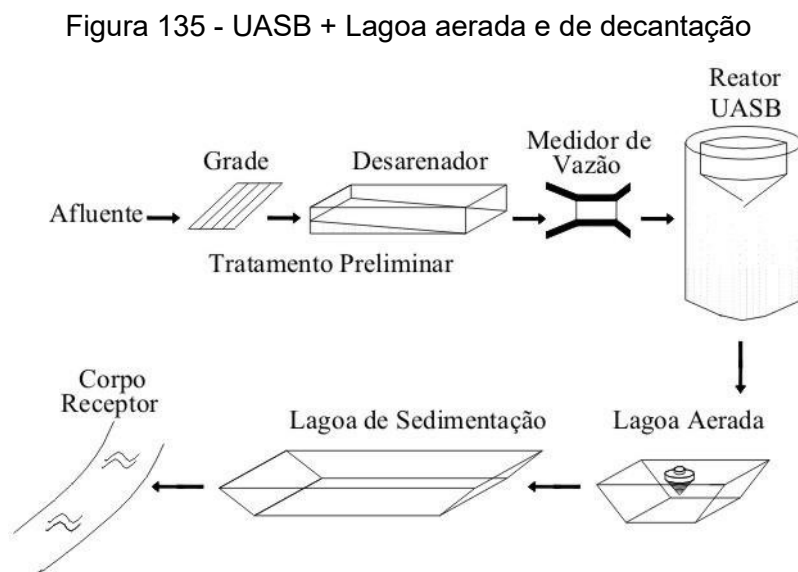 Figura 135 - UASB + Lagoa aerada e de decantação
Reator
UASB
Medidor de
Vazão
Grade
Desarenador
Afluente
Tratamento Preliminar
Corpo
Receptor
Lagoa de Sedimentação
Lagoa Aerada